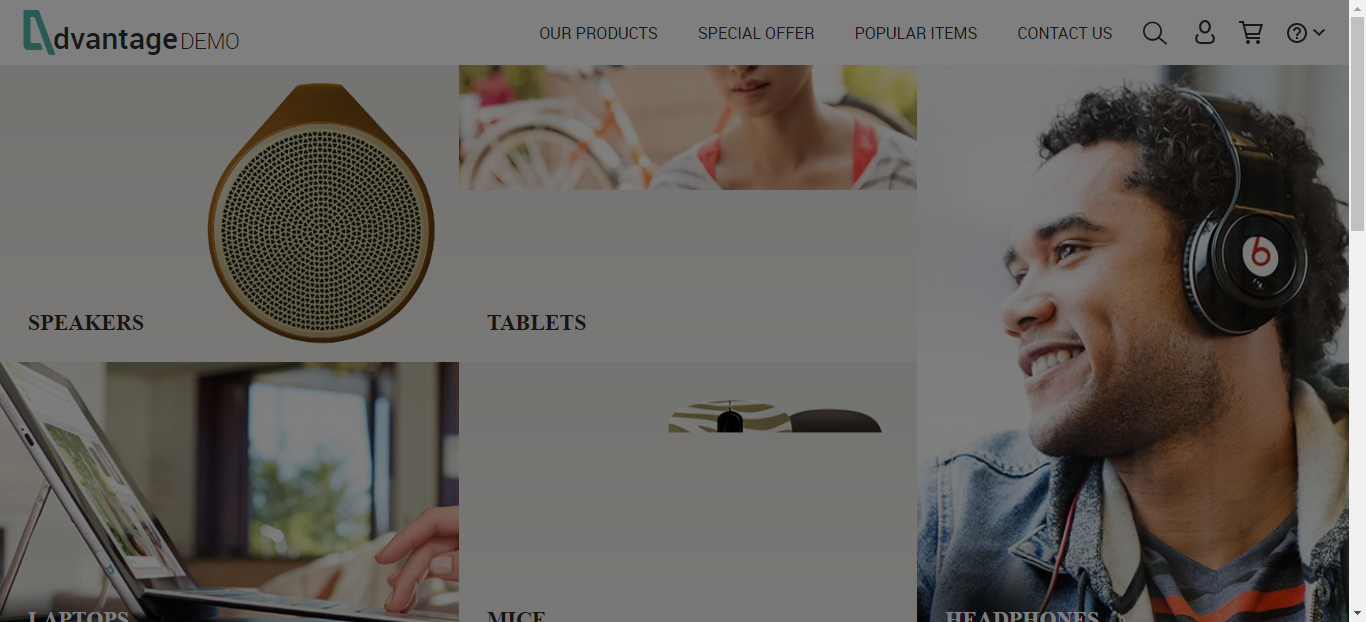 dvantage DEMO
OUR PRODUCTS SPECIAL OFFER POPULAR ITEMS CONTACT US
SPEAKERS
TABLETS
LAPTOPS
MICE
HEADPHONES